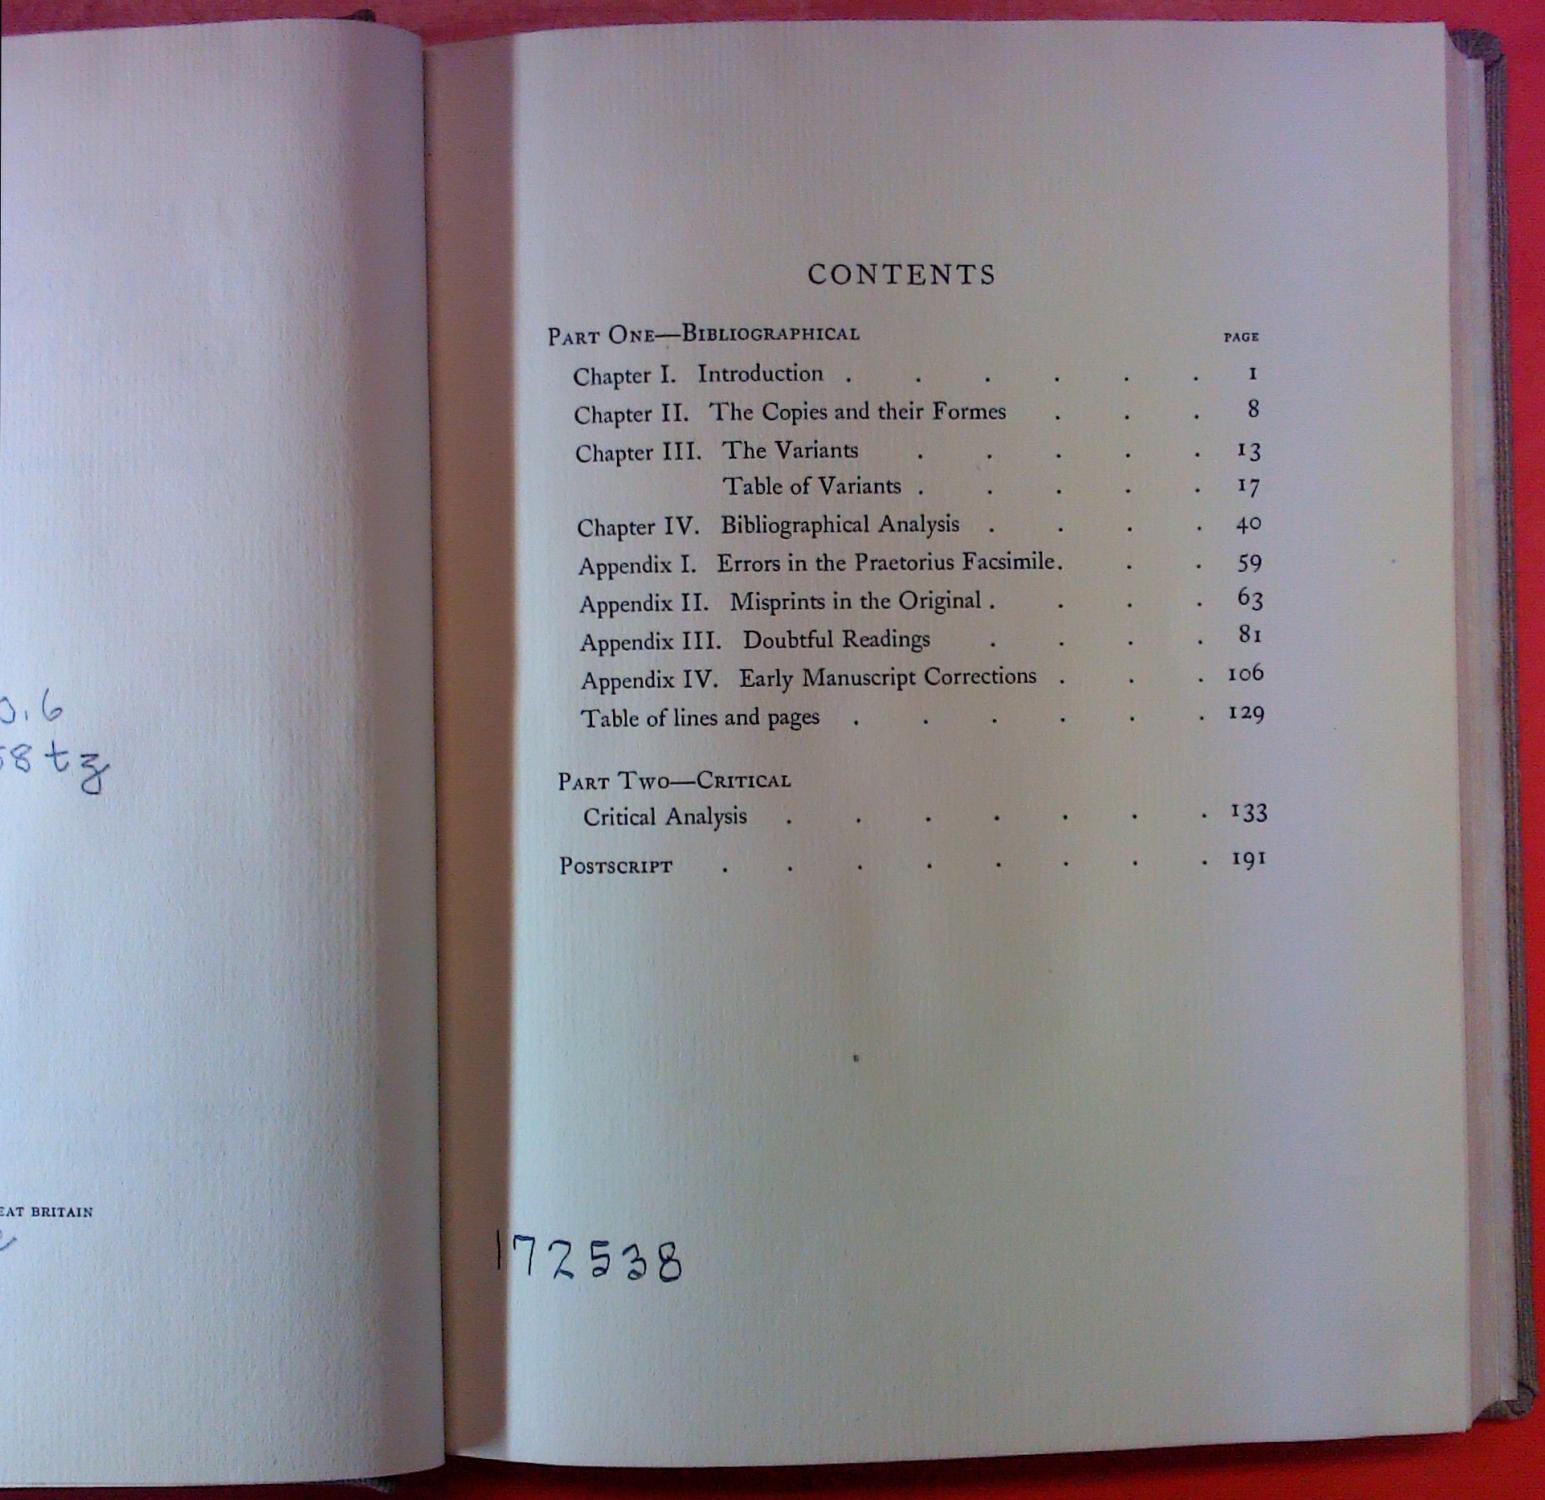 .6
8tz
EAT BRITAIN
CONTENTS
PART ONE—BIBLIOGRAPHICAL PAGE
Chapter I. Introduction . . . . . . 1
Chapter II. The Copies and their Formes . . . 8
Chapter III. The Variants . . . . . 13
Table of Variants . . . . . 17
Chapter IV. Bibliographical Analysis . . . . 40
Appendix I. Errors in the Praetorius Facsimile. . . 59
Appendix II. Misprints in the Original . . . . 63
Appendix III. Doubtful Readings . . . . 81
Appendix IV. Early Manuscript Corrections . . . 106
Table of lines and pages . . . . . . 129
PART TWO—CRITICAL
Critical Analysis . . . . . . . 133
POSTSCRIPT . . . . . . . . 191
172538